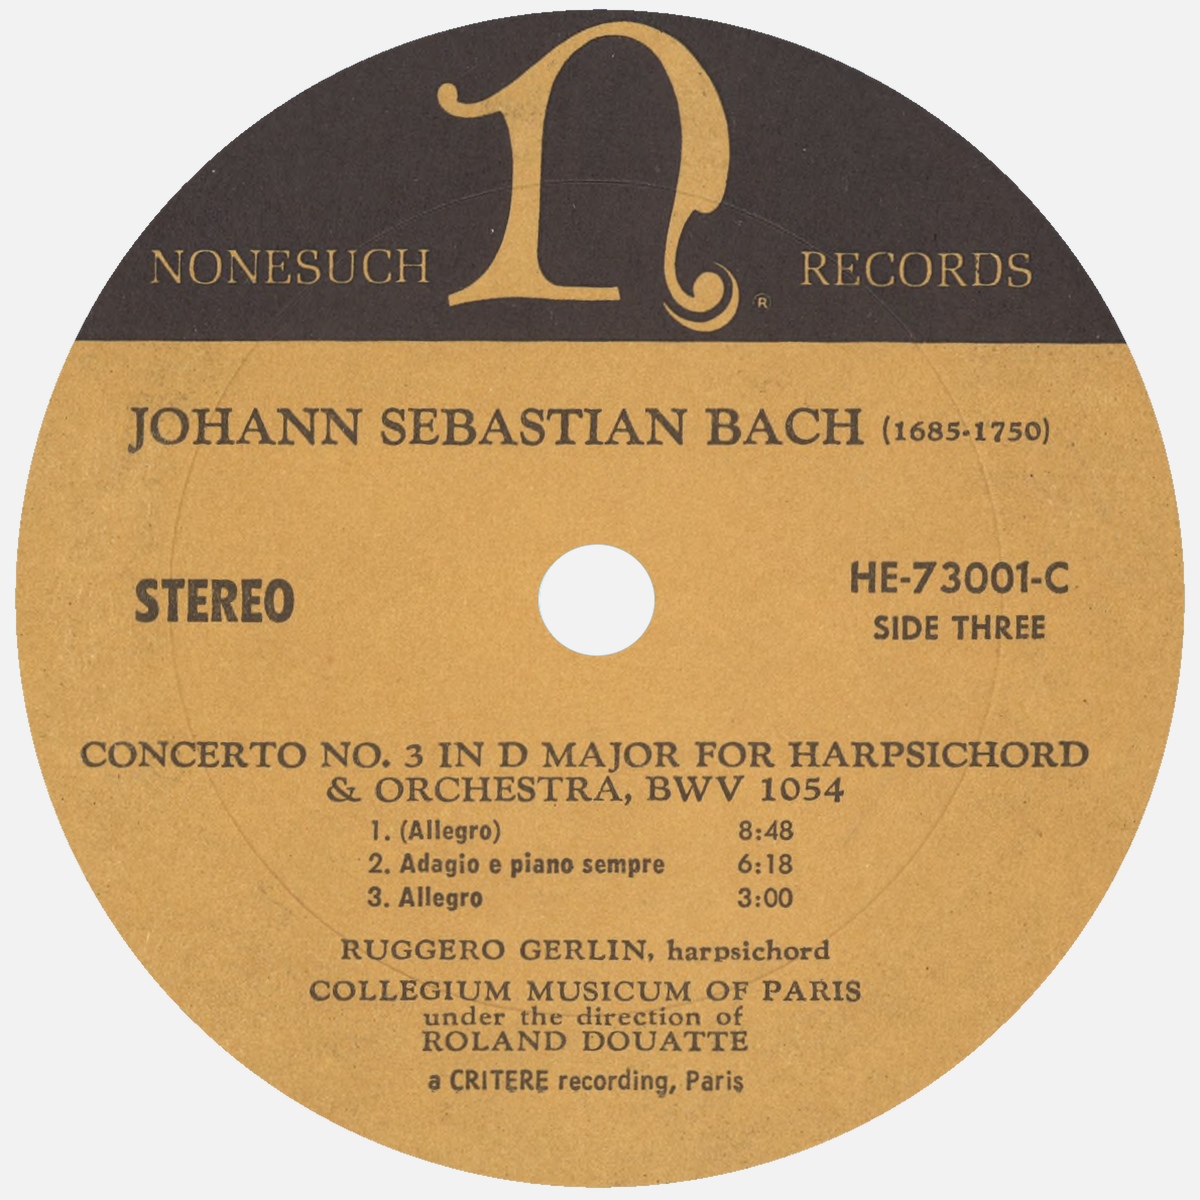 n
NONESUCH RECORDS
®
JOHANN SEBASTIAN BACH (1685-1750)
STEREO
HE-73001-C
SIDE THREE
CONCERTO NO. 3 IN D MAJOR FOR HARPSICHORD
& ORCHESTRA, BWV 1054
1. (Allegro) 8:48
2. Adagio e piano sempre 6:18
3. Allegro 3:00
RUGGERO GERLIN, harpsichord
COLLEGIUM MUSICUM OF PARIS
under the direction of
ROLAND DOUATTE
a CRITERE recording, Paris